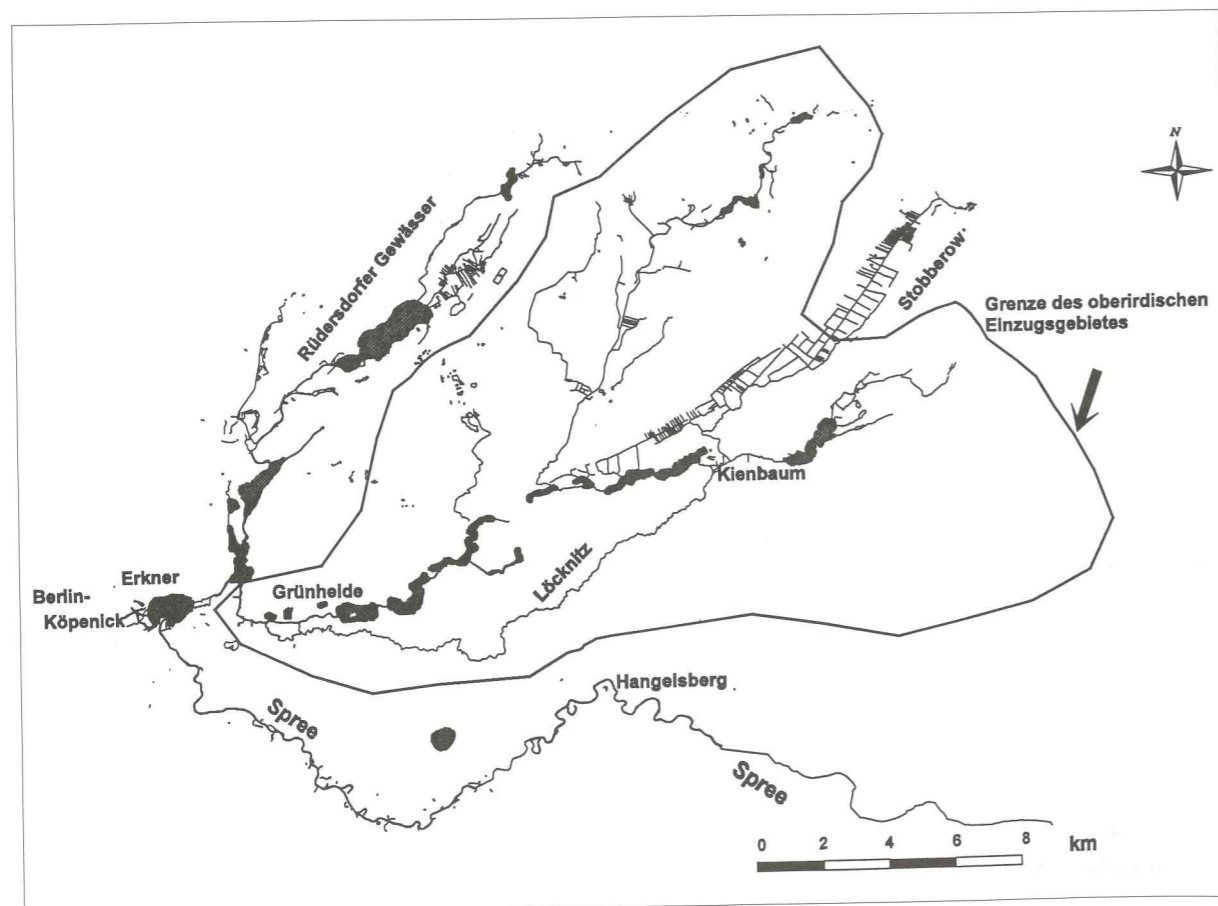 N
Rüdersdorfer Gewässer
Stobberow
Grenze des oberirdischen
Einzugsgebietes
Kienbaum
Löcknitz
Erkner
Grünheide
Berlin-
Köpenick
Hangelsberg
Spree
Spree
0 2 4 6 8 km